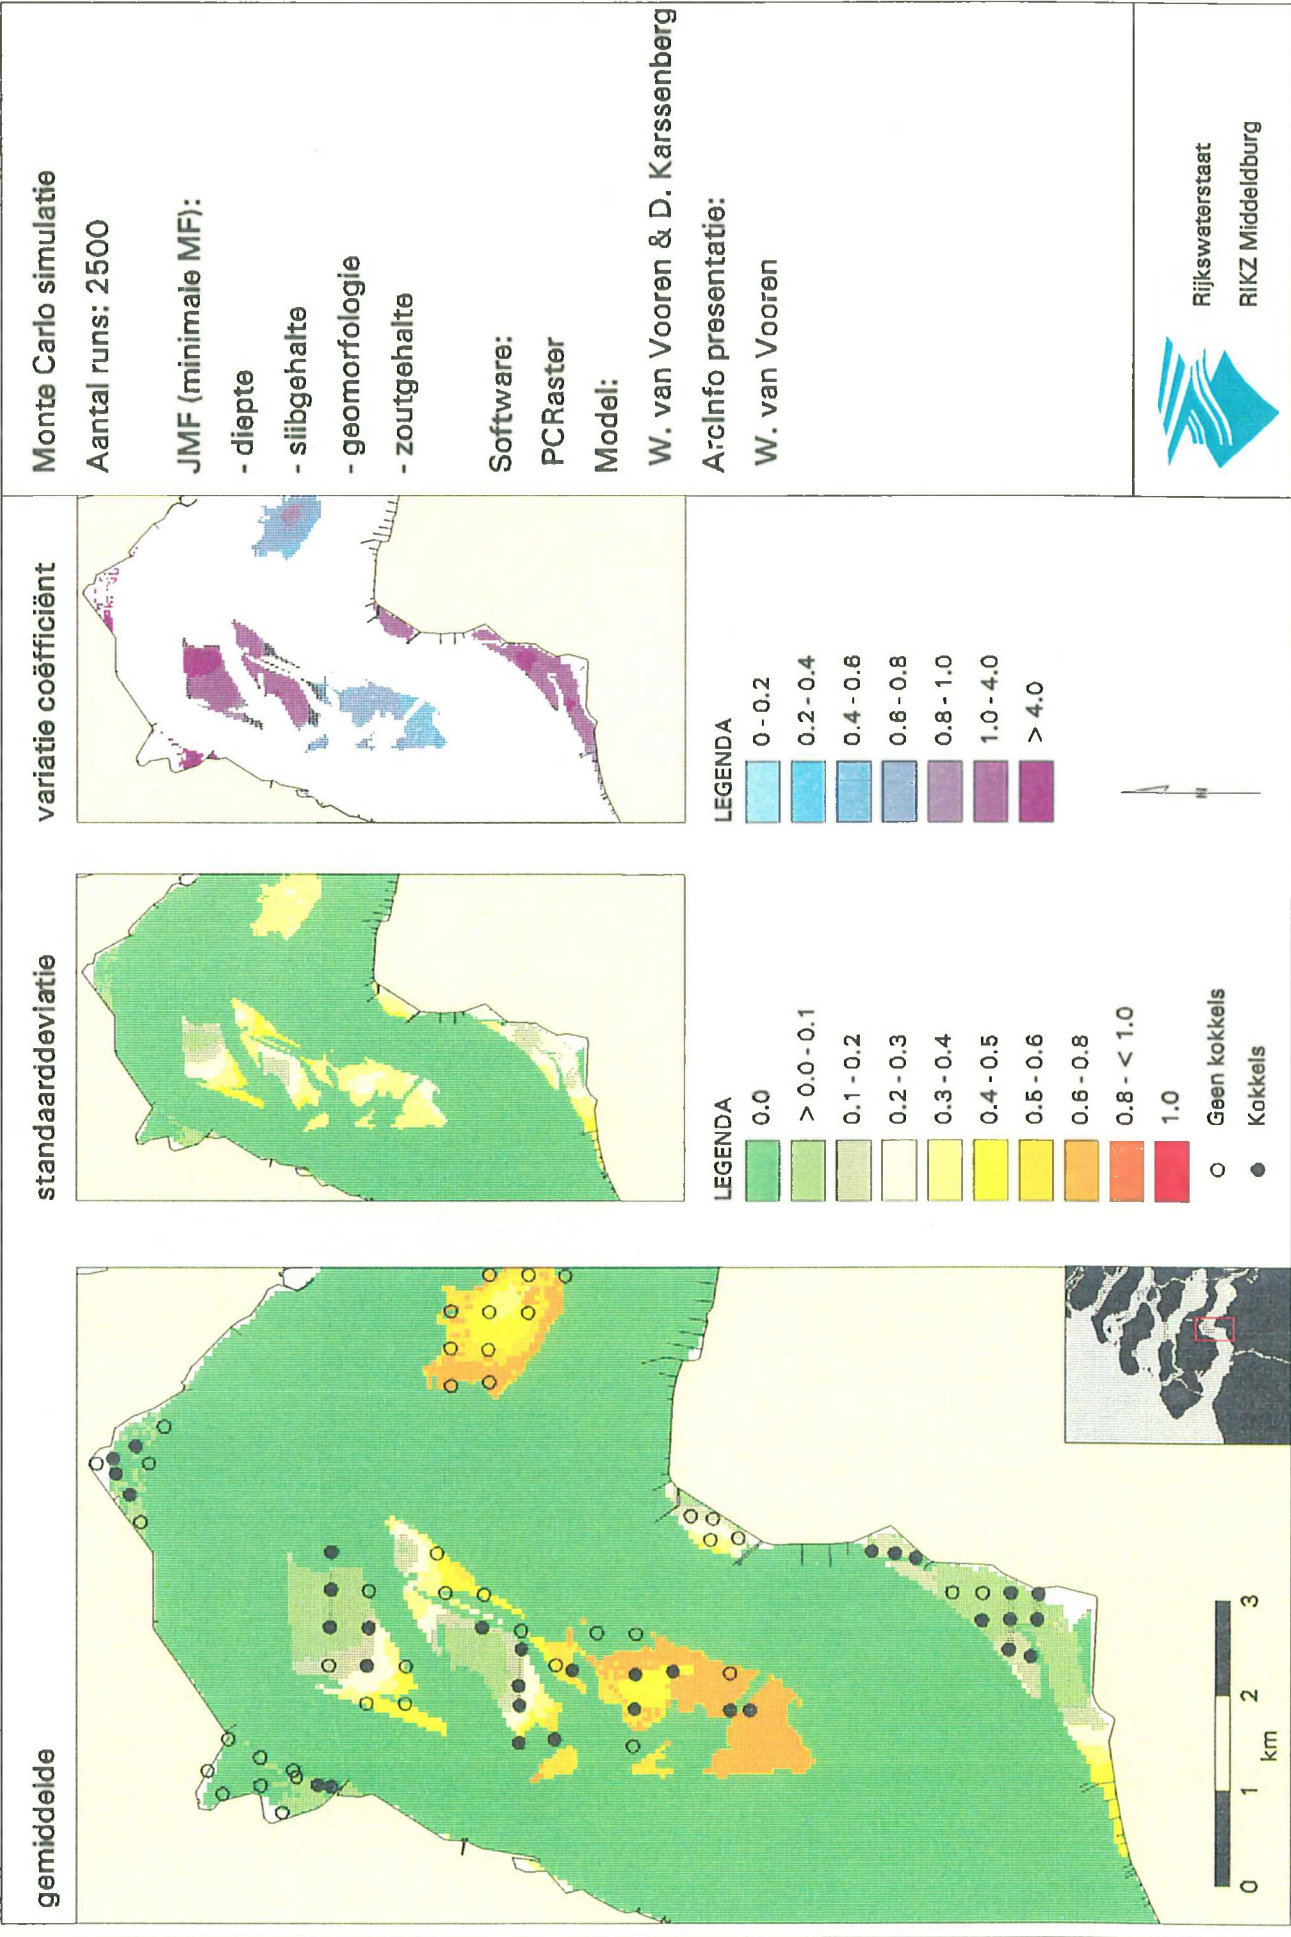 gemiddelde
standaarddeviatie
variatie coëfficiënt
0 1 2 3
km
LEGENDA
0.0
> 0.0 - 0.1
0.1 - 0.2
0.2 - 0.3
0.3 - 0.4
0.4 - 0.5
0.5 - 0.6
0.6 - 0.8
0.8 - < 1.0
1.0
Geen kokkels
Kokkels
LEGENDA
0 - 0.2
0.2 - 0.4
0.4 - 0.6
0.6 - 0.8
0.8 - 1.0
1.0 - 4.0
> 4.0
N
Monte Carlo simulatie
Aantal runs: 2500
JMF (minimale MF):
- diepte
- slibgehalte
- geomorfologie
- zoutgehalte
Software:
PCRaster
Model:
W. van Vooren & D. Karssenberg
ArcInfo presentatie:
W. van Vooren
Rijkswaterstaat
RIKZ Middeldburg